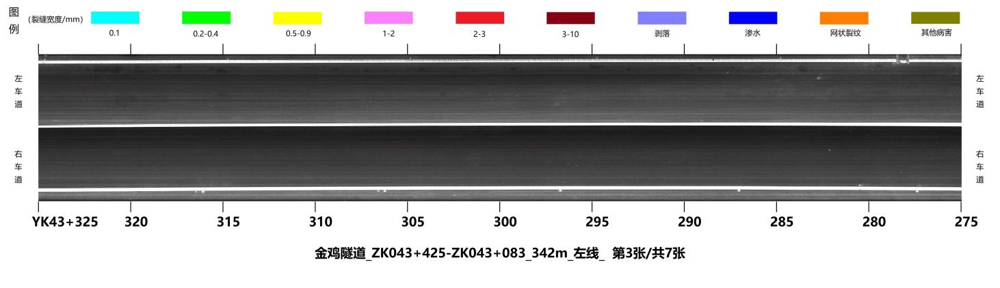 图例 (裂缝宽度/mm) 0.1 0.2-0.4 0.5-0.9 1-2 2-3 3-10 剥落 渗水 网状裂纹 其他病害
左车道 左车道
右车道 右车道
YK43+325 320 315 310 305 300 295 290 285 280 275
金鸡隧道_ZK043+425-ZK043+083_342m_左线_ 第3张/共7张